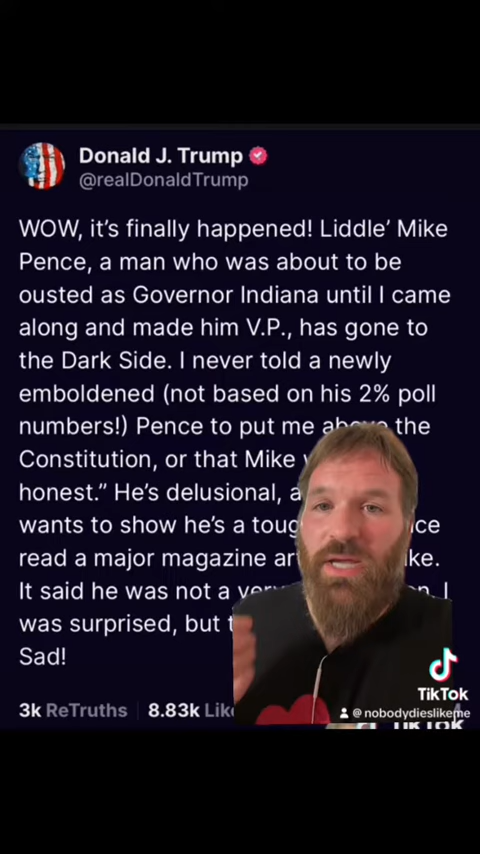 Donald J. Trump
@realDonaldTrump
WOW, it's finally happened! Liddle' Mike
Pence, a man who was about to be
ousted as Governor Indiana until I came
along and made him V.P., has gone to
the Dark Side. I never told a newly
emboldened (not based on his 2% poll
numbers!) Pence to put me above the
Constitution, or that Mike
honest." He's delusional,
wants to show he's a
read a major magazine
It said he was not a
was surprised, but
Sad!
3k ReTruths 8.83k
TikTok
@nobodydieslikeme